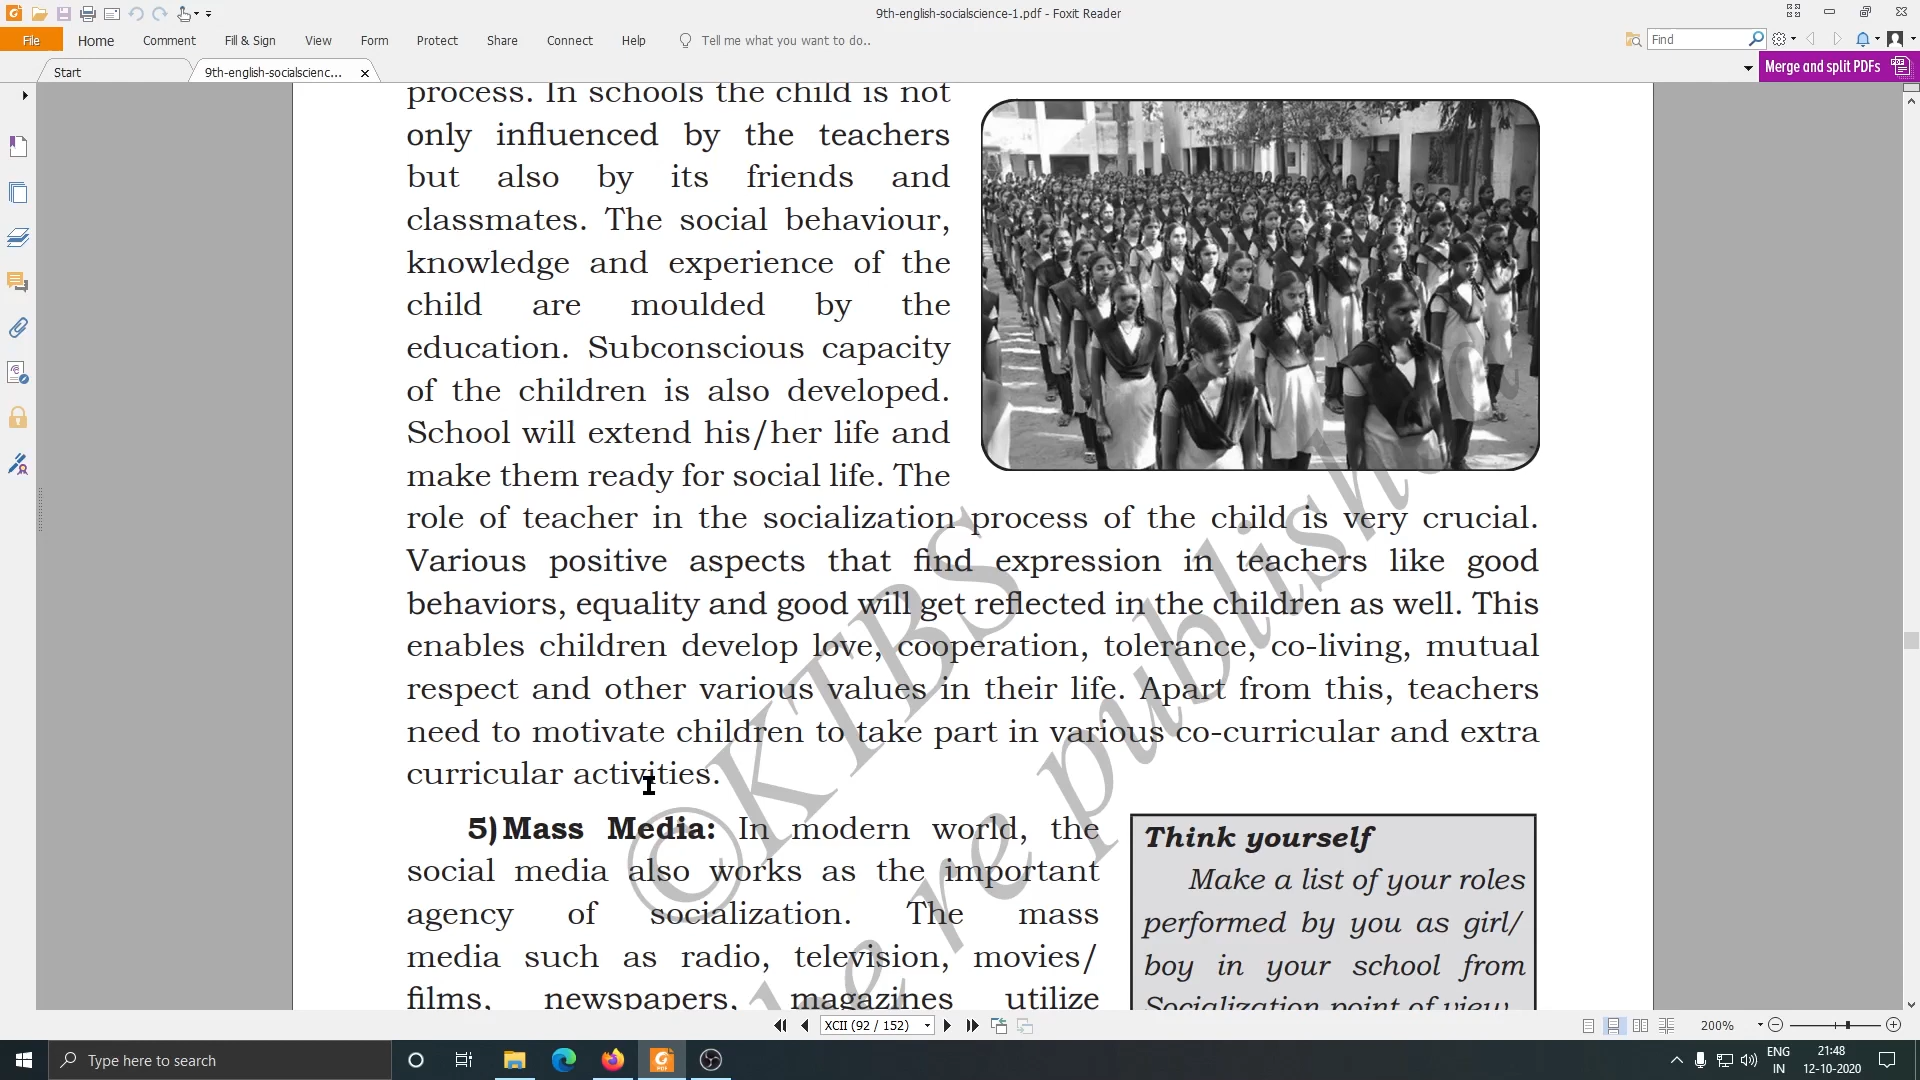 9th-english-socialscience-1.pdf - Foxit Reader
File Home Comment Fill & Sign View Form Protect Share Connect Help Tell me what you want to do.. Find
Start 9th-english-socialscienc... Merge and split PDFs
process. In schools the child is not
only influenced by the teachers
but also by its friends and
classmates. The social behaviour,
knowledge and experience of the
child are moulded by the
education. Subconscious capacity
of the children is also developed.
School will extend his/her life and
make them ready for social life. The
role of teacher in the socialization process of the child is very crucial.
Various positive aspects that find expression in teachers like good
behaviors, equality and good will get reflected in the children as well. This
enables children develop love, cooperation, tolerance, co-living, mutual
respect and other various values in their life. Apart from this, teachers
need to motivate children to take part in various co-curricular and extra
curricular activities.
5) Mass Media: In modern world, the
social media also works as the important
agency of socialization. The mass
media such as radio, television, movies/
films, newspapers, magazines utilize
Think yourself
Make a list of your roles
performed by you as girl/
boy in your school from
Socialization point of view
©KTBS
be republished
XCII (92 / 152)
200%
Type here to search
ENG
IN
21:48
12-10-2020